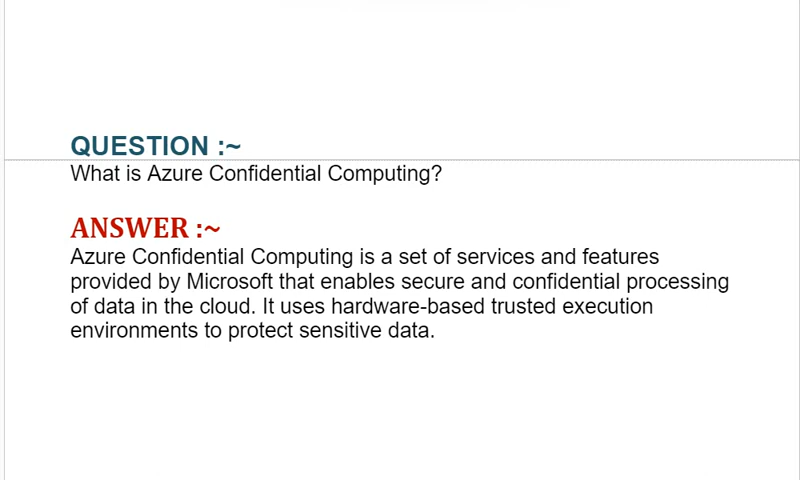 QUESTION :~
What is Azure Confidential Computing?
ANSWER :~
Azure Confidential Computing is a set of services and features
provided by Microsoft that enables secure and confidential processing
of data in the cloud. It uses hardware-based trusted execution
environments to protect sensitive data.